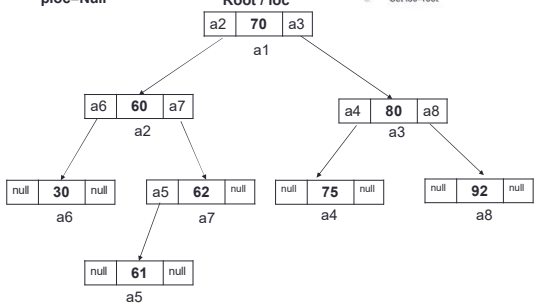 ploc=Null Root / loc
a2 70 a3
a1
a6 60 a7
a2
a4 80 a8
a3
null 30 null
a6
a5 62 null
a7
null 75 null
a4
null 92 null
a8
null 61 null
a5